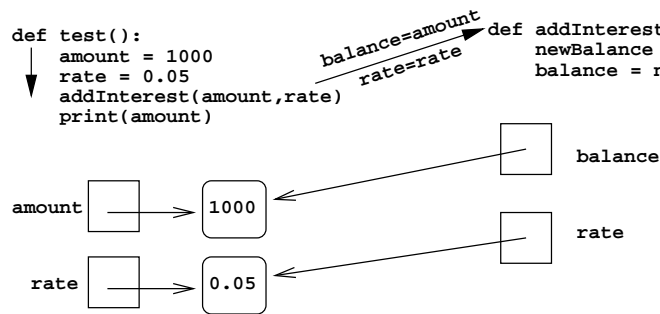 def test():
amount = 1000
rate = 0.05
addInterest(amount,rate)
print(amount)
balance=amount
rate=rate
def addInterest
newBalance
balance =
balance
amount
1000
rate
rate
0.05